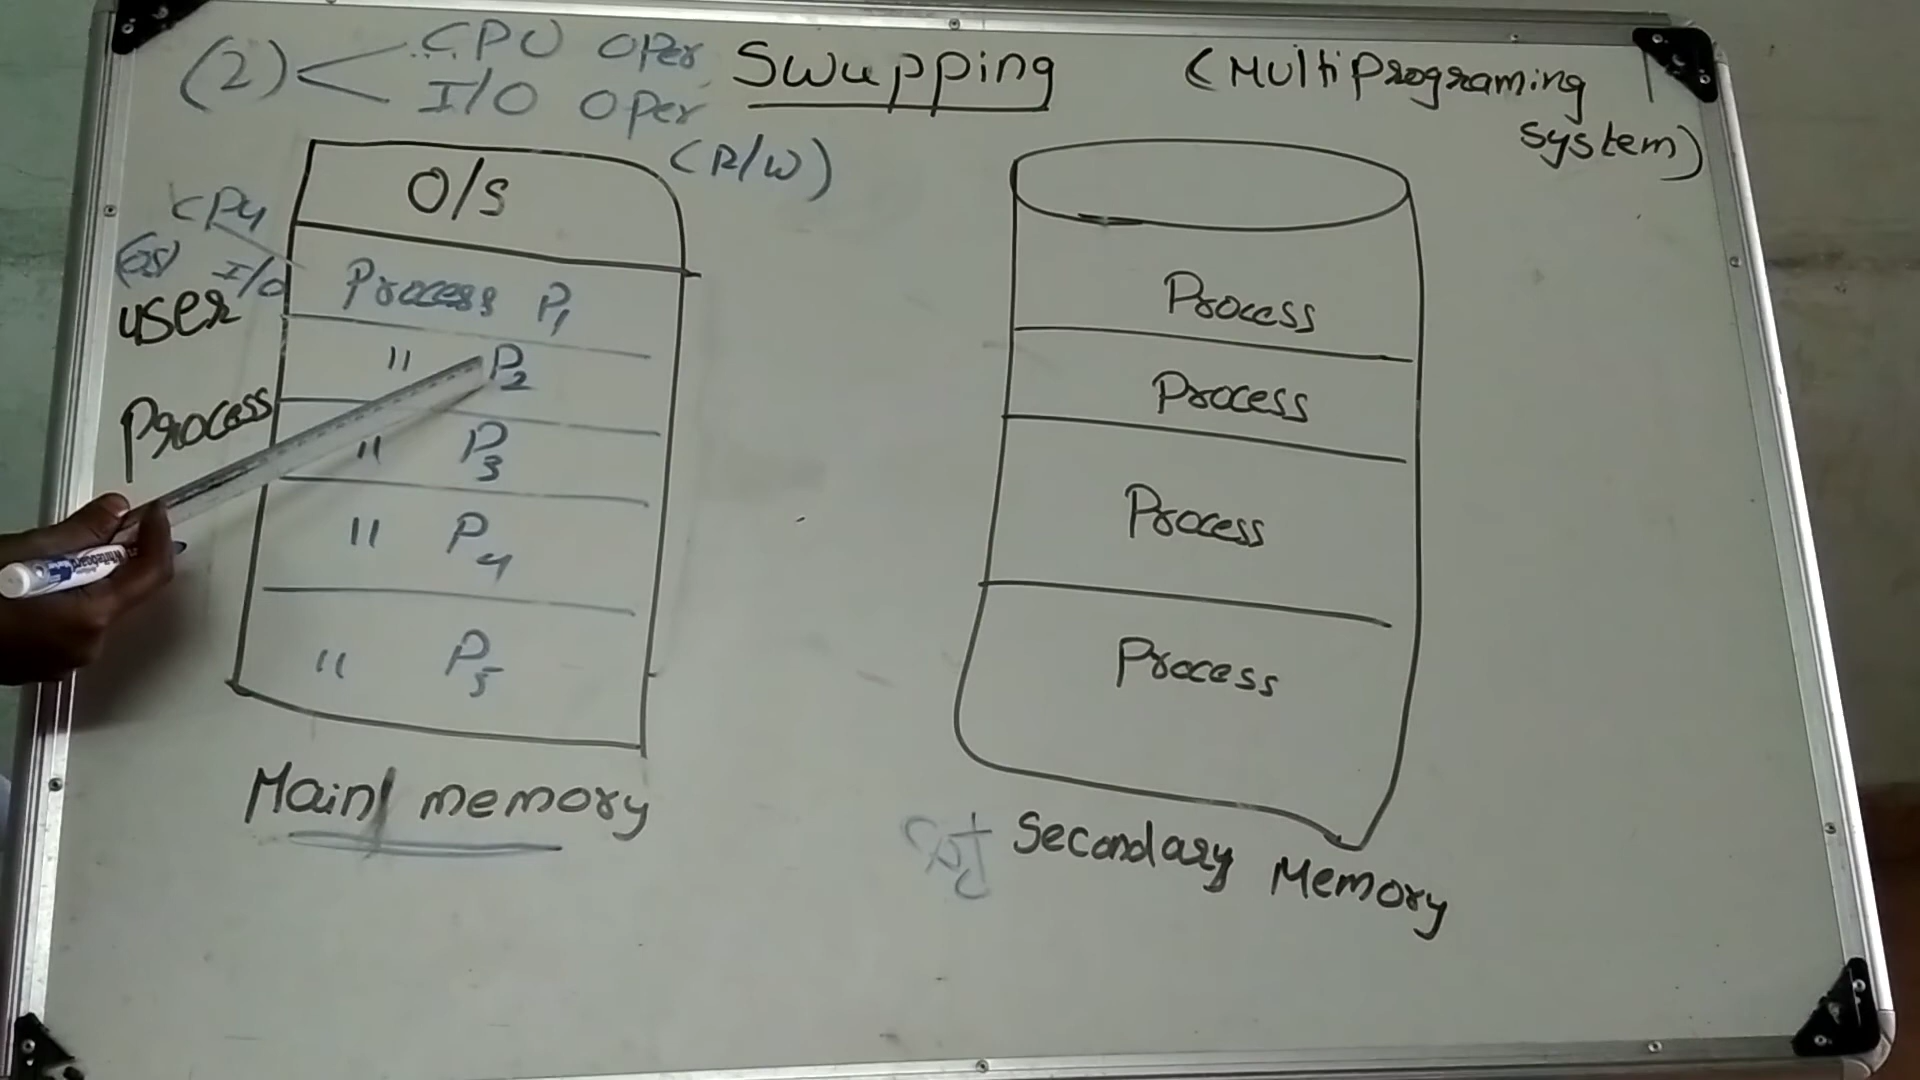 (2) CPU Oper
I/O Oper
(R/W)
Swapping
(Multiprograming
system)
O/S
CPU
(OS) I/O
user
Process
Process P1
" P2
" P3
" P4
" P5
Main memory
Process
Process
Process
Process
Secondary Memory